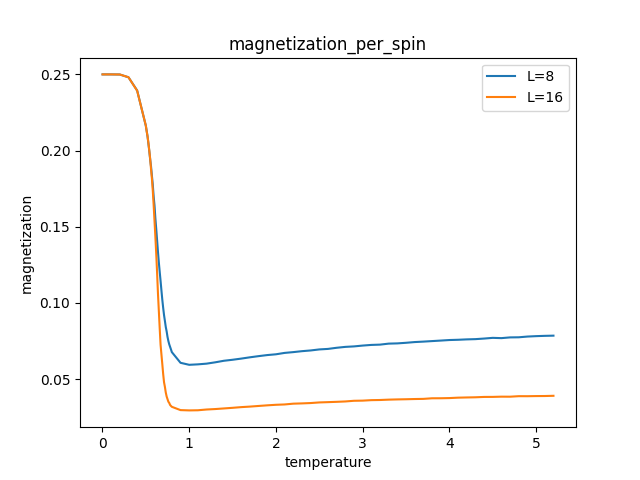 magnetization_per_spin
L=8
L=16
0.25
0.20
0.15
0.10
0.05
magnetization
0 1 2 3 4 5
temperature